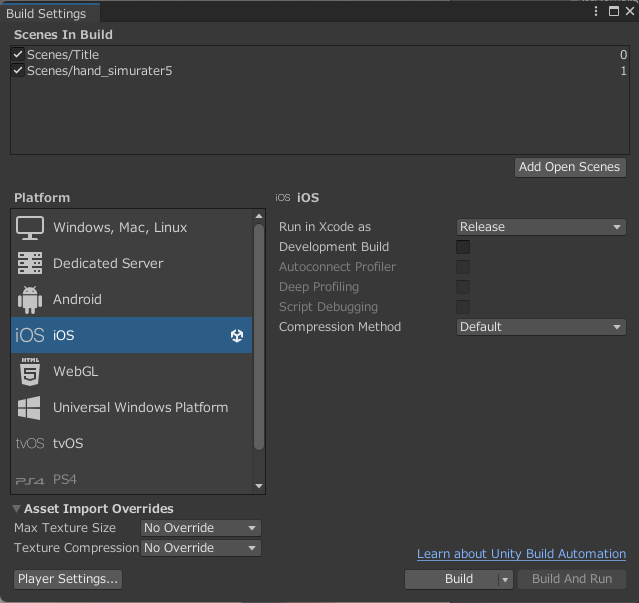 Build Settings
Scenes In Build
Scenes/Title 0
Scenes/hand_simurater5 1
Add Open Scenes
Platform
Windows, Mac, Linux
Dedicated Server
Android
iOS iOS
HTML 5 WebGL
Universal Windows Platform
tvOS tvOS
PS4 PS4
iOS iOS
Run in Xcode as Release
Development Build
Autoconnect Profiler
Deep Profiling
Script Debugging
Compression Method Default
Asset Import Overrides
Max Texture Size No Override
Texture Compression No Override
Learn about Unity Build Automation
Player Settings... Build Build And Run